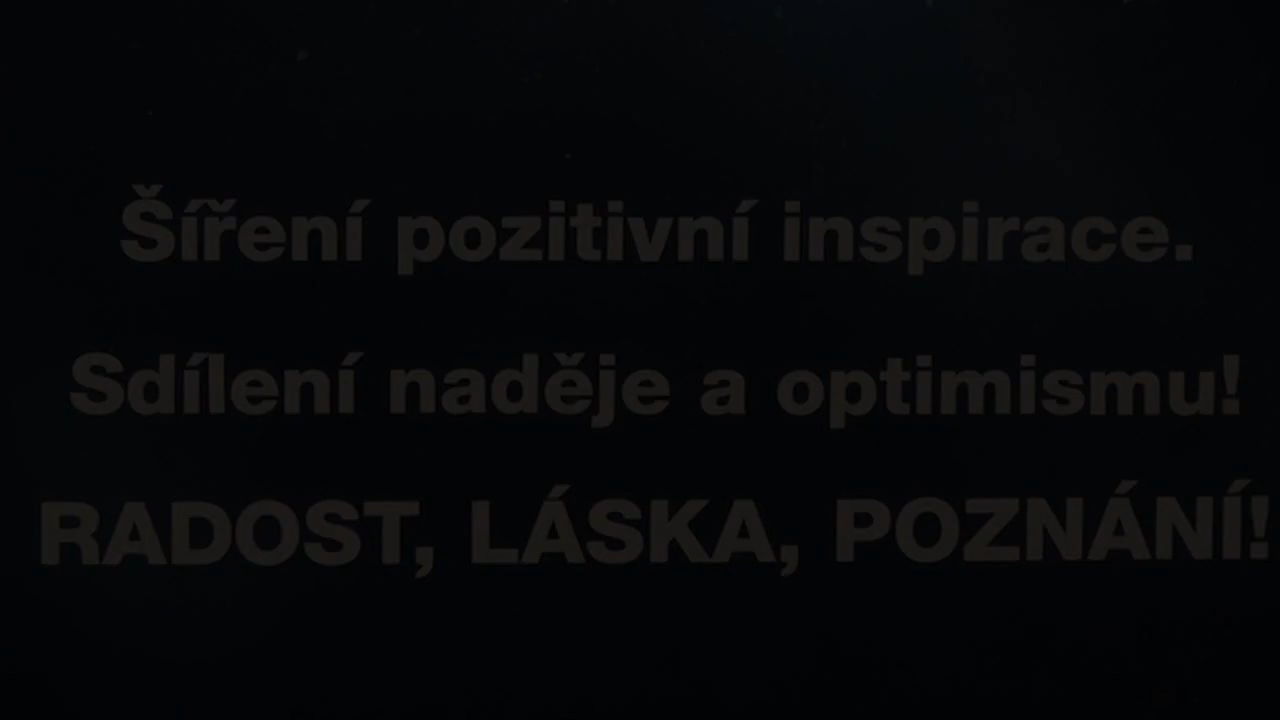 Šíření pozitivní inspirace.
Sdílení naděje a optimismu!
RADOST, LÁSKA, POZNÁNÍ!